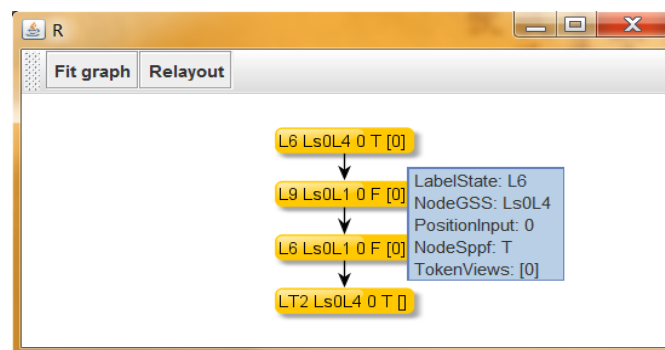 R
Fit graph Relayout
L6 Ls0L4 0 T [0]
L9 Ls0L1 0 F [0]
L6 Ls0L1 0 F [0]
LT2 Ls0L4 0 T []
LabelState: L6
NodeGSS: Ls0L4
PositionInput: 0
NodeSppf: T
TokenViews: [0]